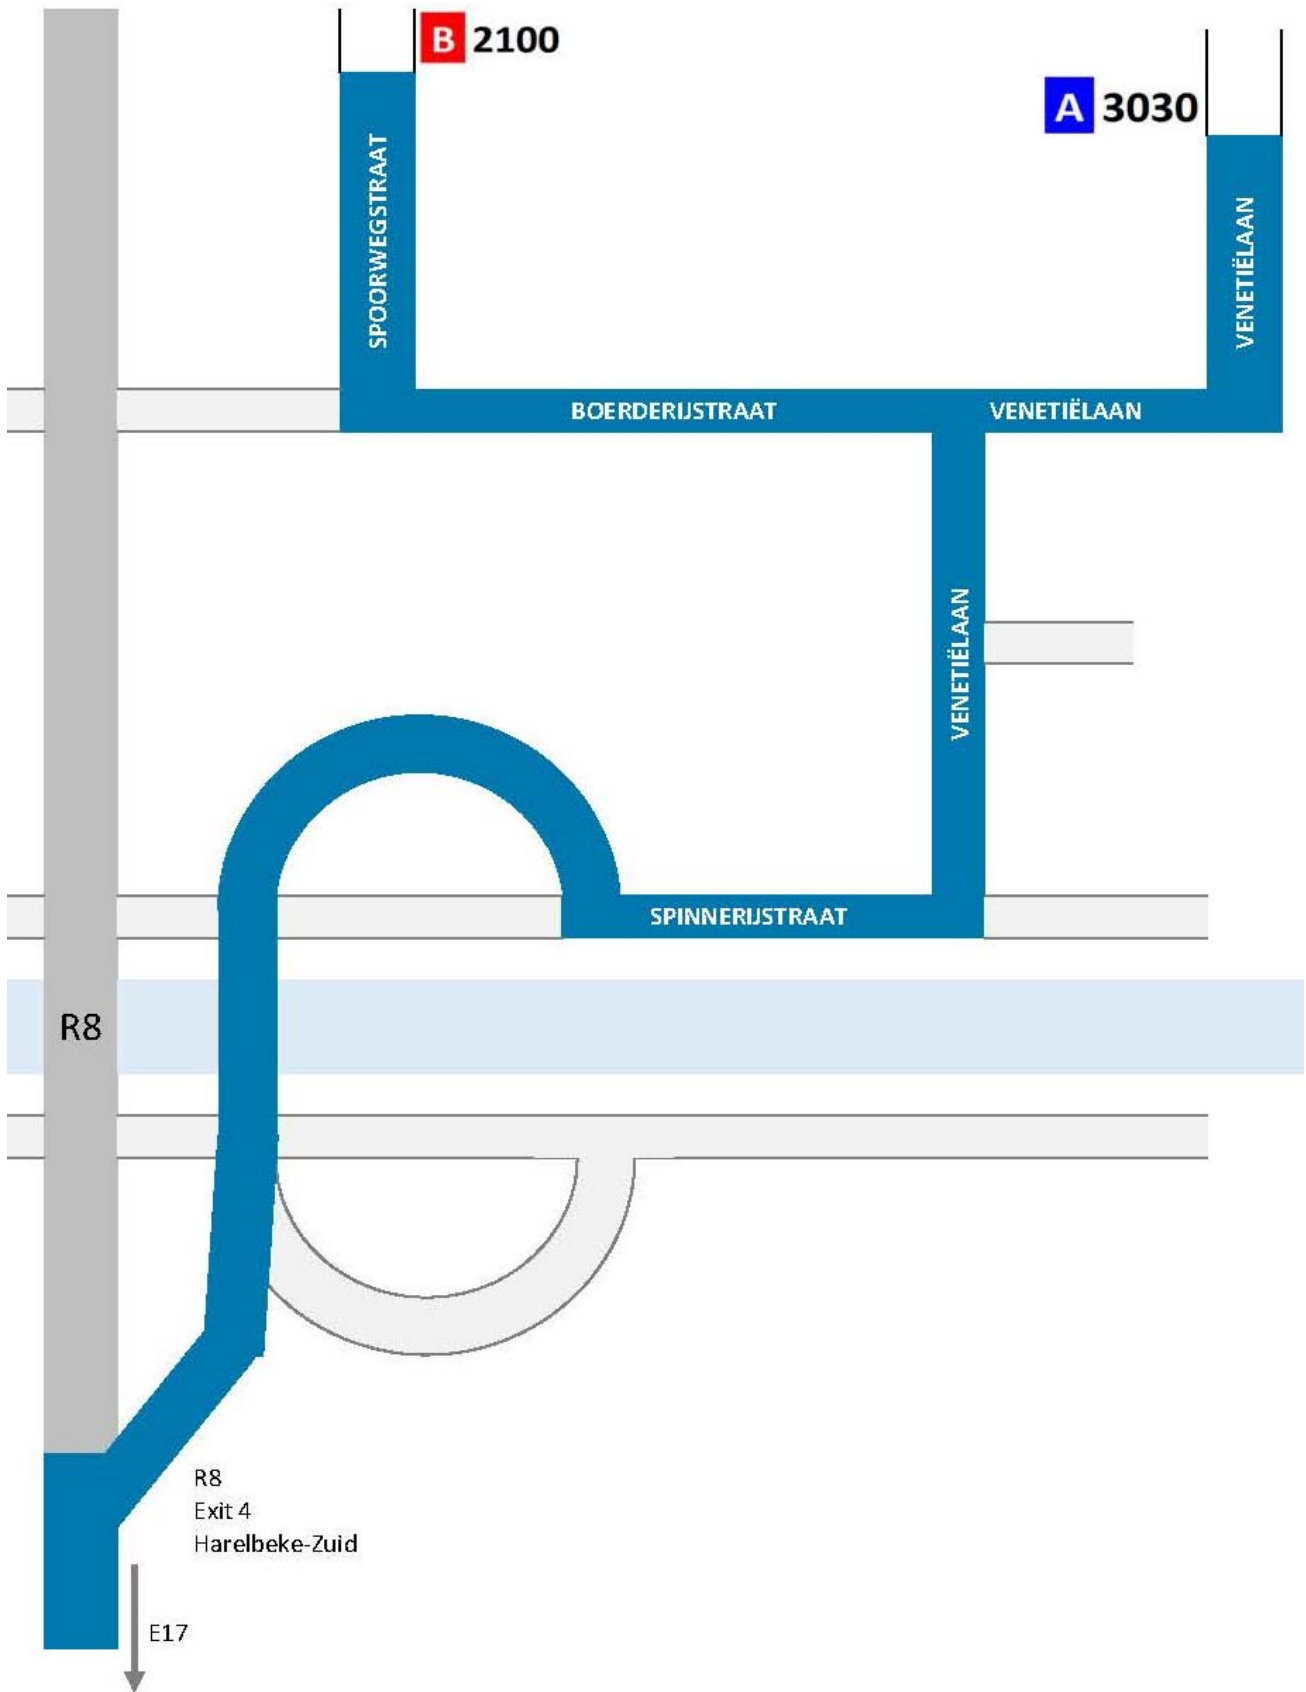 B 2100
A 3030
SPOORWEGSTRAAT
VENETIËLAAN
BOERDERIJSTRAAT
VENETIËLAAN
VENETIËLAAN
SPINNERIJSTRAAT
R8
R8
Exit 4
Harelbeke-Zuid
E17